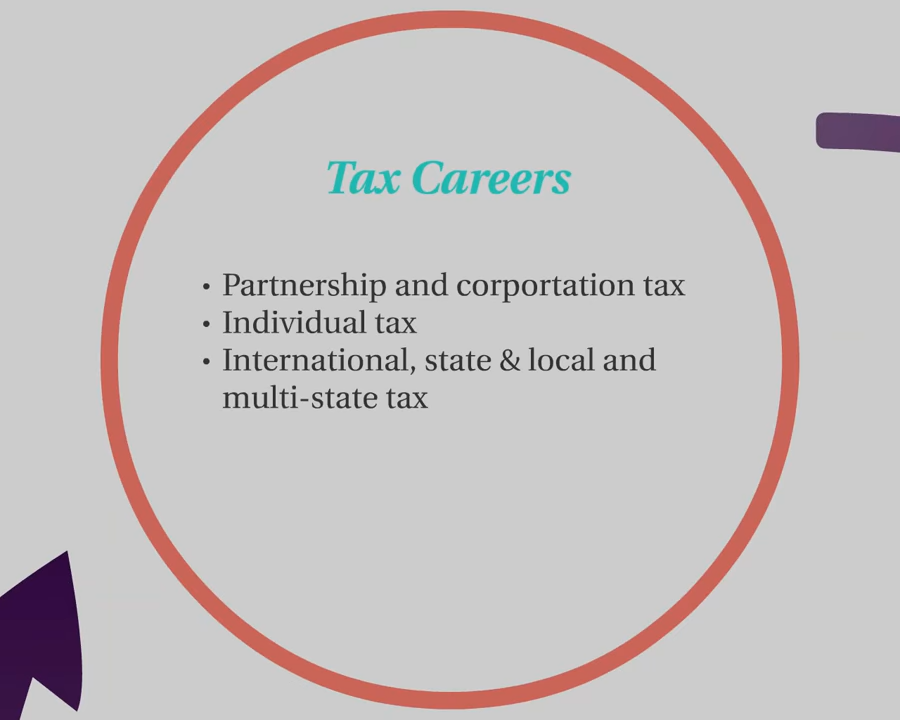 Tax Careers
• Partnership and corportation tax
• Individual tax
• International, state & local and
multi-state tax